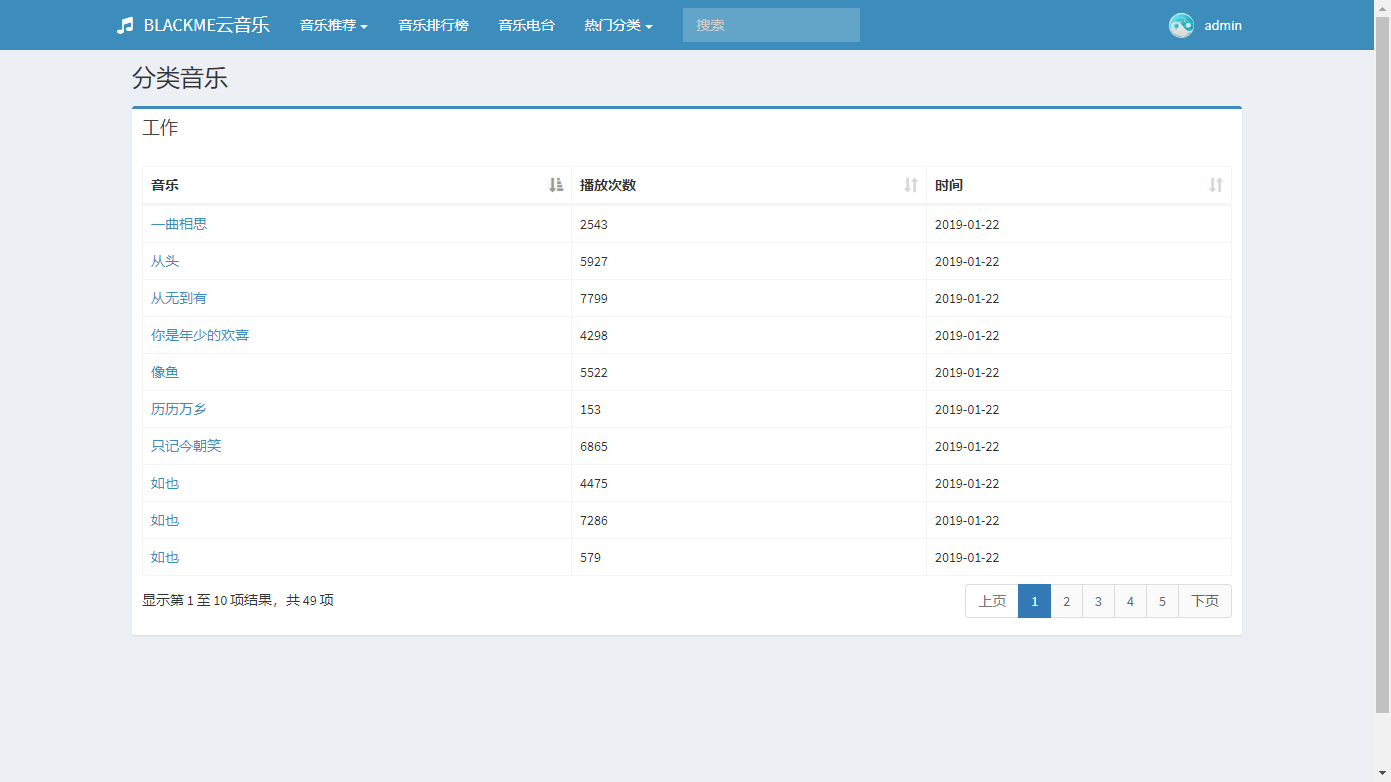 BLACKME云音乐 音乐推荐 音乐排行榜 音乐电台 热门分类 搜索 admin
分类音乐
工作
音乐 播放次数 时间
一曲相思 2543 2019-01-22
从头 5927 2019-01-22
从无到有 7799 2019-01-22
你是年少的欢喜 4298 2019-01-22
像鱼 5522 2019-01-22
历历万乡 153 2019-01-22
只记今朝笑 6865 2019-01-22
如也 4475 2019-01-22
如也 7286 2019-01-22
如也 579 2019-01-22
显示第 1 至 10 项结果，共 49 项 上页 1 2 3 4 5 下页